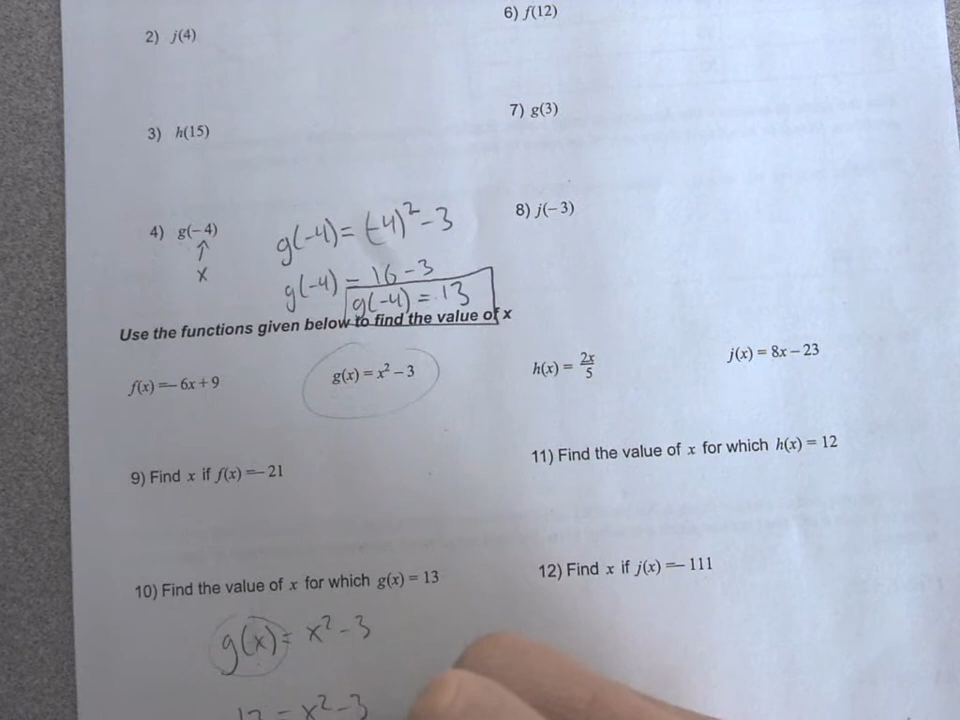 6) f(12)
2) j(4)
7) g(3)
3) h(15)
8) j(−3)
4) g(−4)
↑
x
g(-4) = (-4)² - 3
g(-4) = 16 - 3
g(-4) = 13
Use the functions given below to find the value of x
f(x) = −6x + 9
g(x) = x² − 3
h(x) = 2x/5
j(x) = 8x − 23
9) Find x if f(x) = −21
11) Find the value of x for which h(x) = 12
10) Find the value of x for which g(x) = 13
12) Find x if j(x) = −111
g(x) = x² - 3
13 = x² - 3